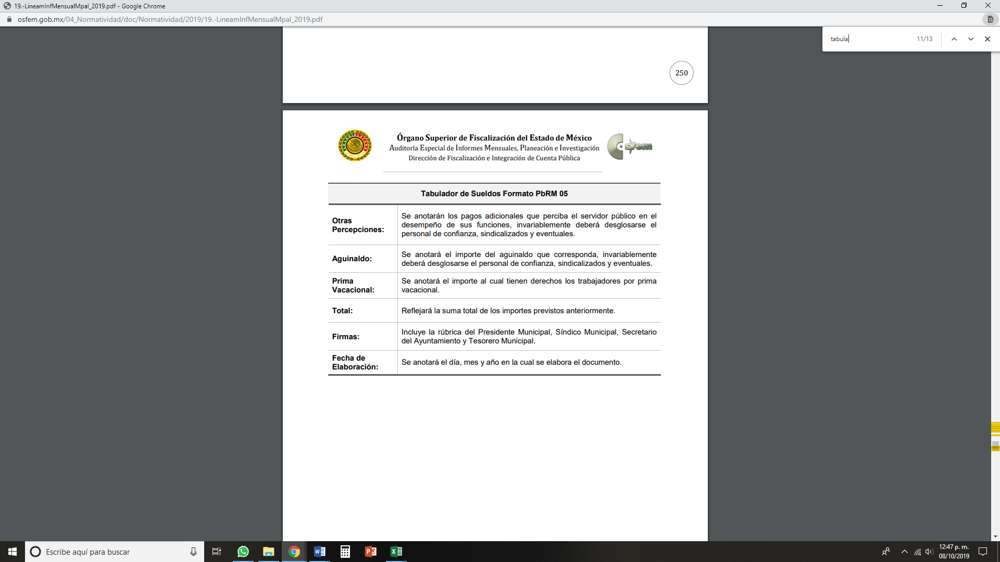 19.-LineamInfMensualMpal_2019.pdf - Google Chrome
osfem.gob.mx/04_Normatividad/doc/Normatividad/2019/19.-LineamInfMensualMpal_2019.pdf
tabula 11/13
250
Órgano Superior de Fiscalización del Estado de México
Auditoría Especial de Informes Mensuales, Planeación e Investigación
Dirección de Fiscalización e Integración de Cuenta Pública
sfem
Tabulador de Sueldos Formato PbRM 05
Otras Percepciones:
Se anotarán los pagos adicionales que perciba el servidor público en el
desempeño de sus funciones, invariablemente deberá desglosarse el
personal de confianza, sindicalizados y eventuales.
Aguinaldo:
Se anotará el importe del aguinaldo que corresponda, invariablemente
deberá desglosarse el personal de confianza, sindicalizados y eventuales.
Prima Vacacional:
Se anotará el importe al cual tienen derechos los trabajadores por prima
vacacional.
Total:
Reflejará la suma total de los importes previstos anteriormente.
Firmas:
Incluye la rúbrica del Presidente Municipal, Síndico Municipal, Secretario
del Ayuntamiento y Tesorero Municipal.
Fecha de Elaboración:
Se anotará el día, mes y año en la cual se elabora el documento.
Escribe aquí para buscar
12:47 p. m.
08/10/2019